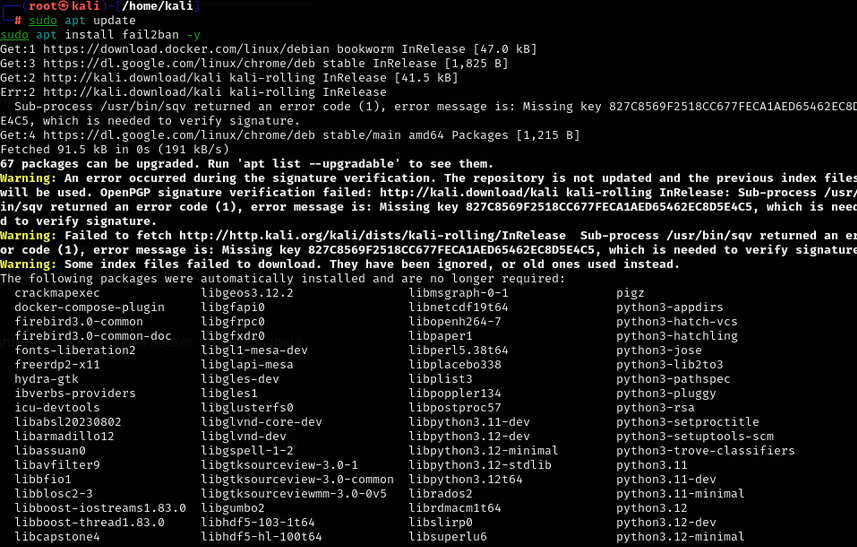 ┌──(root㉿kali)-[/home/kali]
└─# sudo apt update
sudo apt install fail2ban -y
Get:1 https://download.docker.com/linux/debian bookworm InRelease [47.0 kB]
Get:3 https://dl.google.com/linux/chrome/deb stable InRelease [1,825 B]
Get:2 http://kali.download/kali kali-rolling InRelease [41.5 kB]
Err:2 http://kali.download/kali kali-rolling InRelease
  Sub-process /usr/bin/sqv returned an error code (1), error message is: Missing key 827C8569F2518CC677FECA1AED65462EC8D
E4C5, which is needed to verify signature.
Get:4 https://dl.google.com/linux/chrome/deb stable/main amd64 Packages [1,215 B]
Fetched 91.5 kB in 0s (191 kB/s)
67 packages can be upgraded. Run 'apt list --upgradable' to see them.
Warning: An error occurred during the signature verification. The repository is not updated and the previous index files
will be used. OpenPGP signature verification failed: http://kali.download/kali kali-rolling InRelease: Sub-process /usr/
in/sqv returned an error code (1), error message is: Missing key 827C8569F2518CC677FECA1AED65462EC8D5E4C5, which is need
d to verify signature.
Warning: Failed to fetch http://http.kali.org/kali/dists/kali-rolling/InRelease  Sub-process /usr/bin/sqv returned an er
or code (1), error message is: Missing key 827C8569F2518CC677FECA1AED65462EC8D5E4C5, which is needed to verify signature
Warning: Some index files failed to download. They have been ignored, or old ones used instead.
The following packages were automatically installed and are no longer required:
crackmapexec libgeos3.12.2 libmsgraph-0-1 pigz
docker-compose-plugin libgfapi0 libnetcdf19t64 python3-appdirs
firebird3.0-common libgfrpc0 libopenh264-7 python3-hatch-vcs
firebird3.0-common-doc libgfxdr0 libpaper1 python3-hatchling
fonts-liberation2 libgl1-mesa-dev libperl5.38t64 python3-jose
freerdp2-x11 libglapi-mesa libplacebo338 python3-lib2to3
hydra-gtk libgles-dev libplist3 python3-pathspec
ibverbs-providers libgles1 libpoppler134 python3-pluggy
icu-devtools libglusterfs0 libpostproc57 python3-rsa
libabsl20230802 libglvnd-core-dev libpython3.11-dev python3-setproctitle
libarmadillo12 libglvnd-dev libpython3.12-dev python3-setuptools-scm
libassuan0 libgspell-1-2 libpython3.12-minimal python3-trove-classifiers
libavfilter9 libgtksourceview-3.0-1 libpython3.12-stdlib python3.11
libbfio1 libgtksourceview-3.0-common libpython3.12t64 python3.11-dev
libblosc2-3 libgtksourceviewmm-3.0-0v5 librados2 python3.11-minimal
libboost-iostreams1.83.0 libgumbo2 librdmacm1t64 python3.12
libboost-thread1.83.0 libhdf5-103-1t64 libslirp0 python3.12-dev
libcapstone4 libhdf5-hl-100t64 libsuperlu6 python3.12-minimal